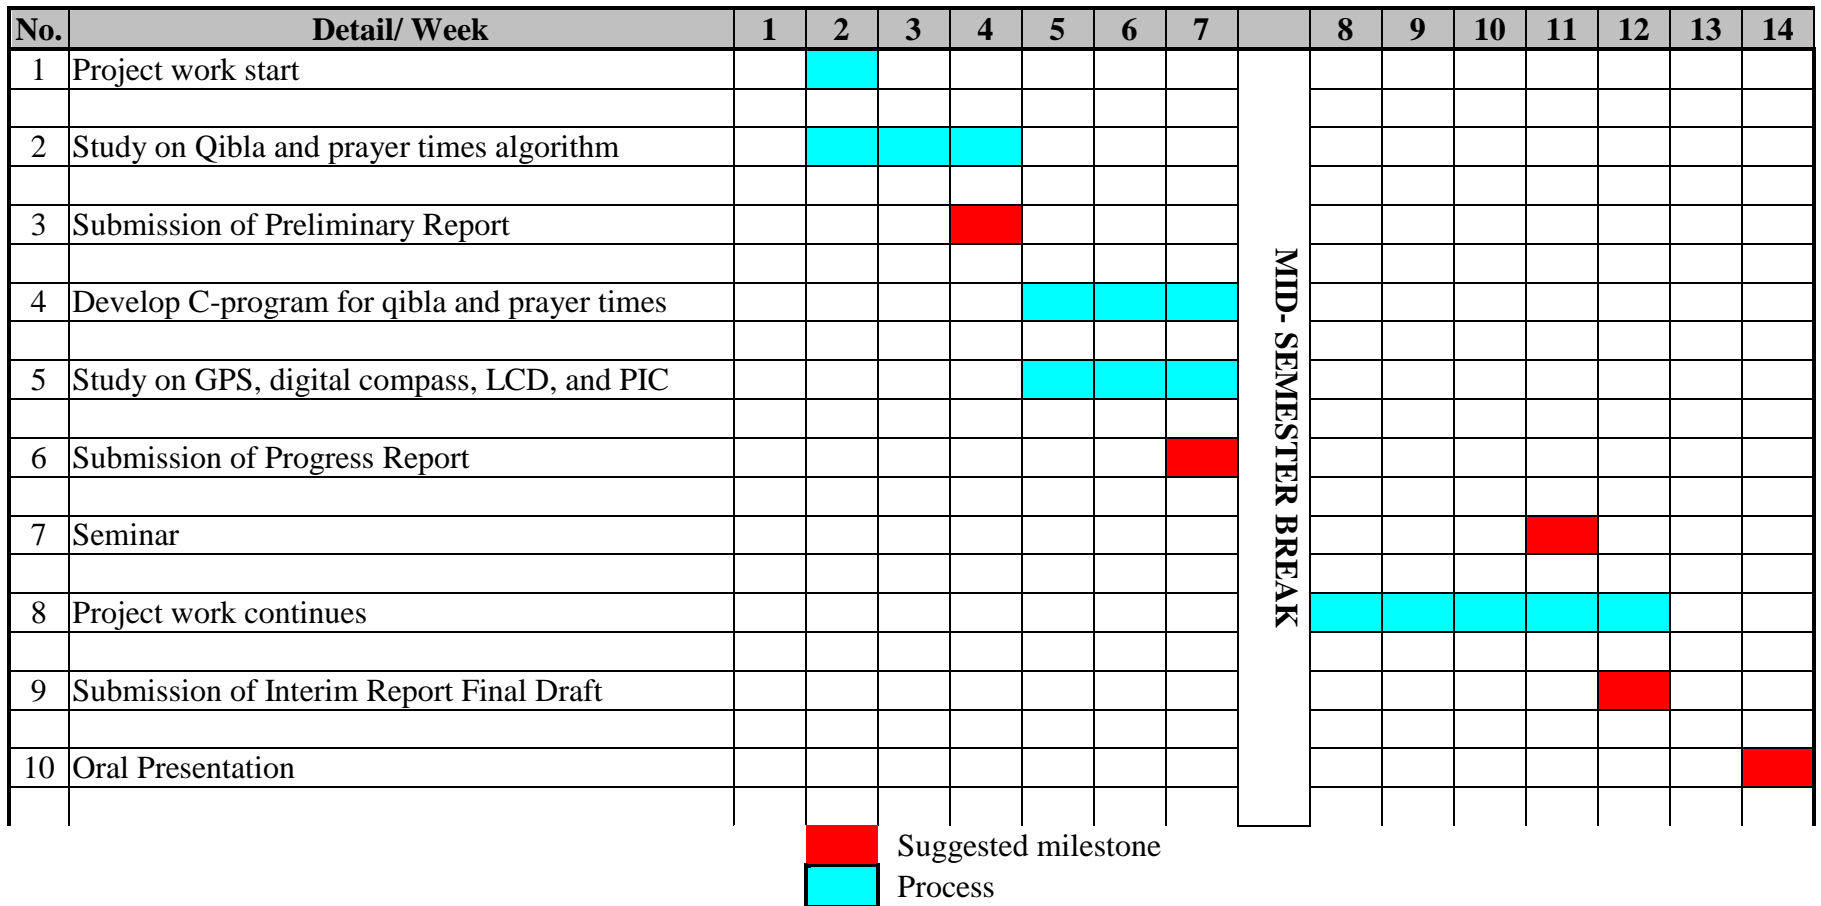 No. Detail/ Week 1 2 3 4 5 6 7 8 9 10 11 12 13 14
1 Project work start
2 Study on Qibla and prayer times algorithm
3 Submission of Preliminary Report
4 Develop C-program for qibla and prayer times
5 Study on GPS, digital compass, LCD, and PIC
6 Submission of Progress Report
7 Seminar
8 Project work continues
9 Submission of Interim Report Final Draft
10 Oral Presentation
MID- SEMESTER BREAK
Suggested milestone
Process